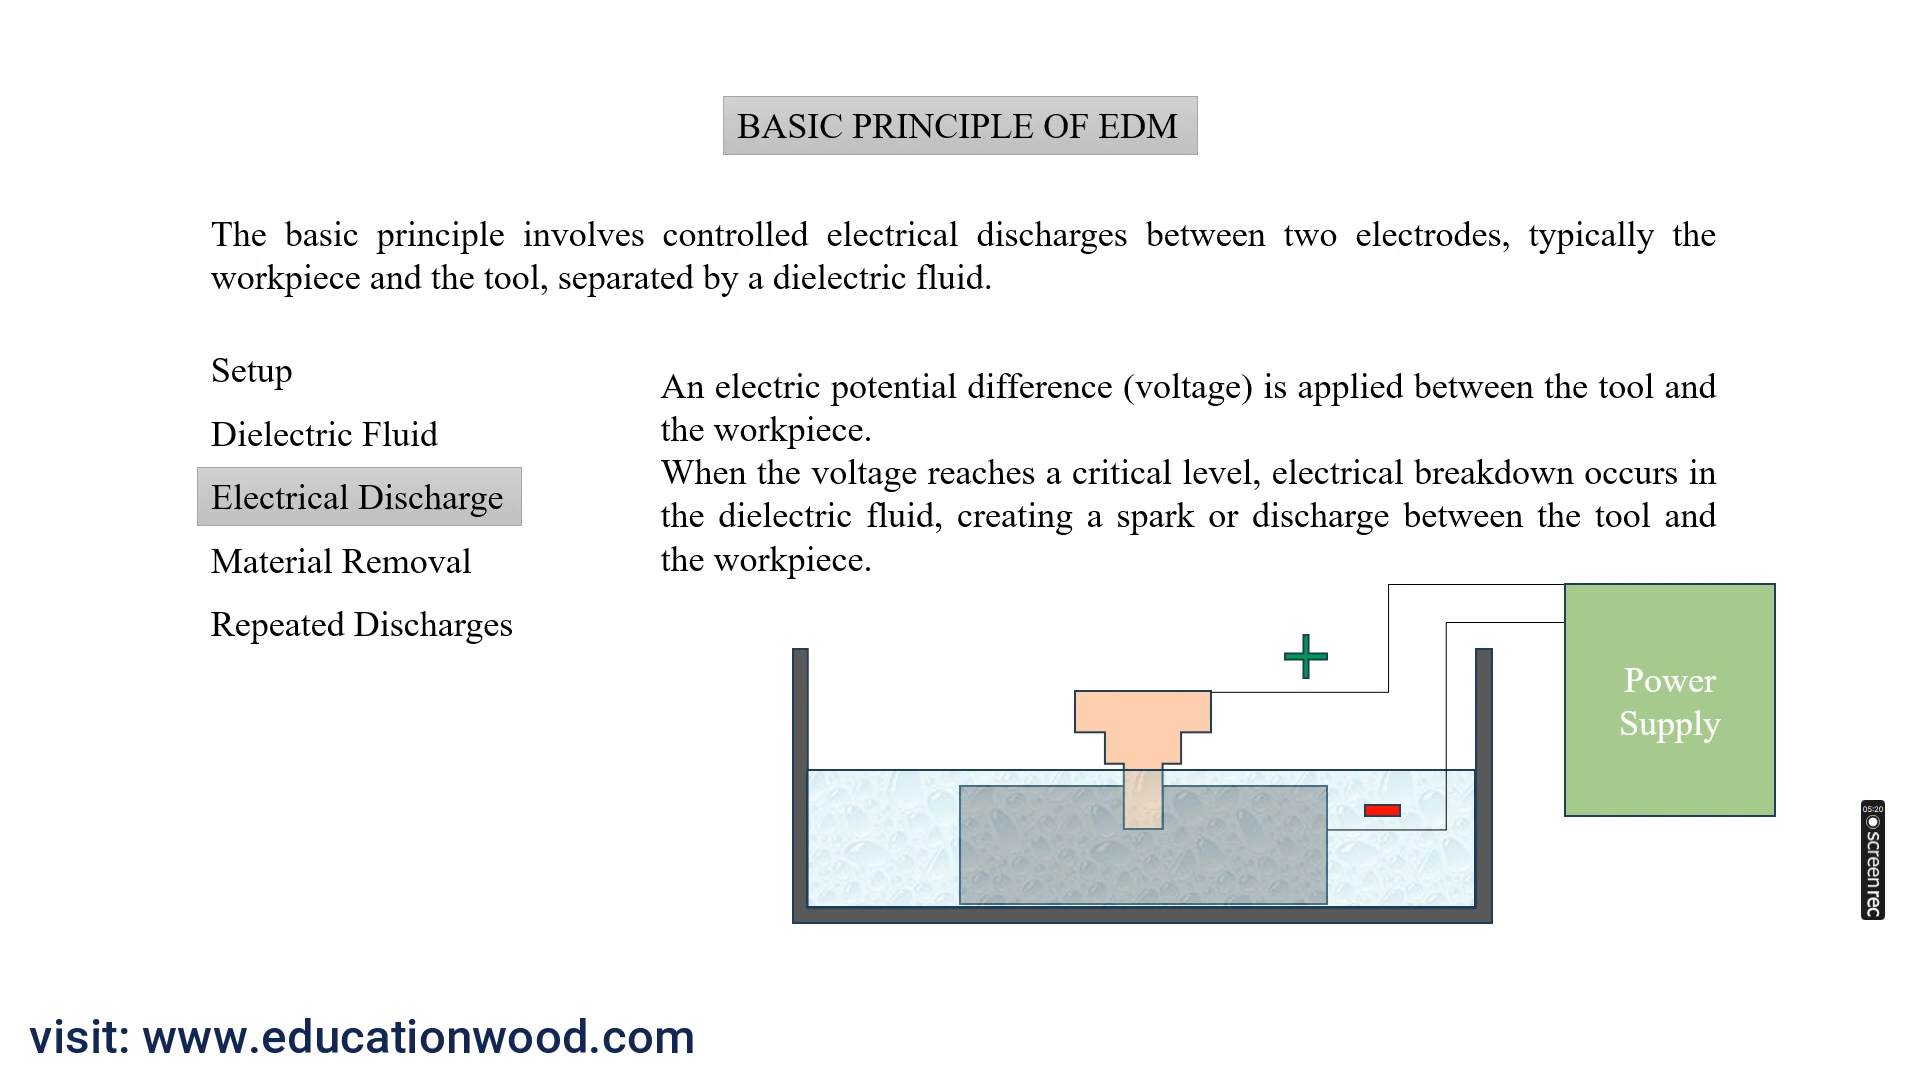 BASIC PRINCIPLE OF EDM
The basic principle involves controlled electrical discharges between two electrodes, typically the
workpiece and the tool, separated by a dielectric fluid.
Setup
Dielectric Fluid
Electrical Discharge
Material Removal
Repeated Discharges
An electric potential difference (voltage) is applied between the tool and
the workpiece.
When the voltage reaches a critical level, electrical breakdown occurs in
the dielectric fluid, creating a spark or discharge between the tool and
the workpiece.
Power
Supply
05:20
screenrec
visit: www.educationwood.com